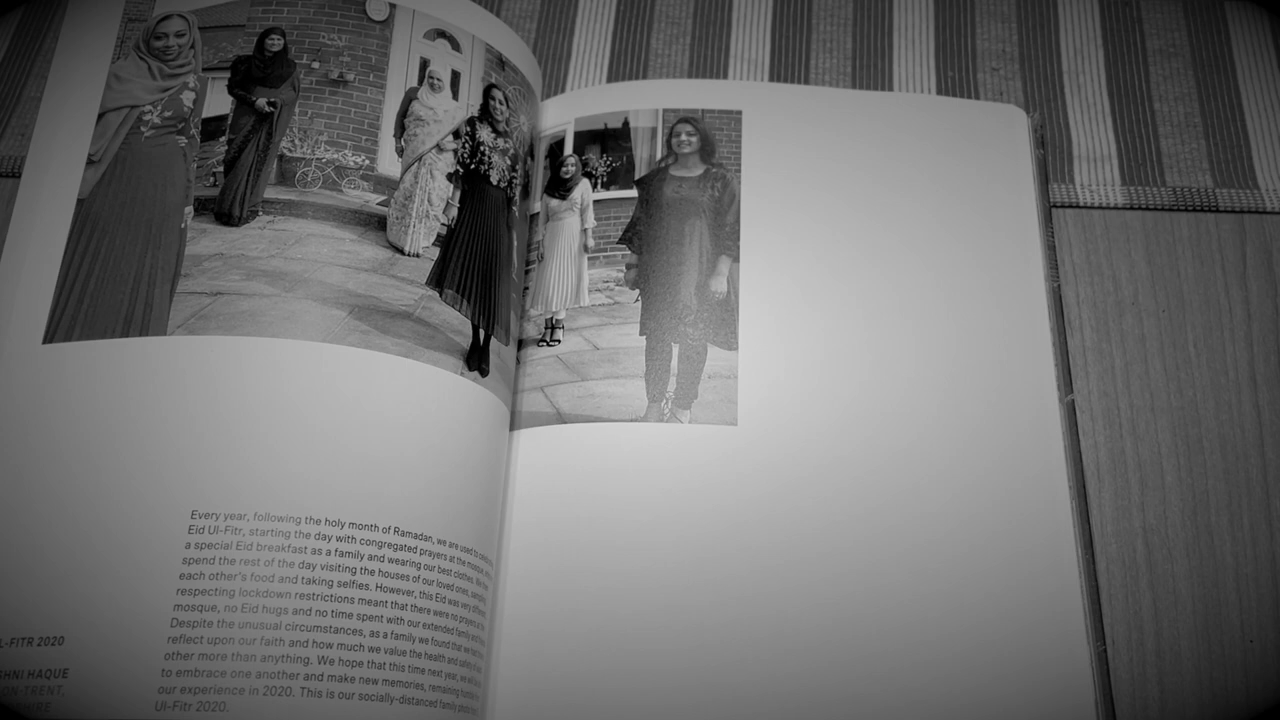 Every year, following the holy month of Ramadan, we are used to
Eid Ul-Fitr, starting the day with congregated prayers at the mosque,
a special Eid breakfast as a family and wearing our best clothes. We
spend the rest of the day visiting the houses of our loved ones,
each other's food and taking selfies. However, this Eid was very
respecting lockdown restrictions meant that there were no prayers at
mosque, no Eid hugs and no time spent with our extended family
Despite the unusual circumstances, as a family we found that we
reflect upon our faith and how much we value the health and safety of
other more than anything. We hope that this time next year, we
to embrace one another and make new memories, remaining
our experience in 2020. This is our socially-distanced family
Ul-Fitr 2020.
L-FITR 2020
SHNI HAQUE
ON-TRENT,